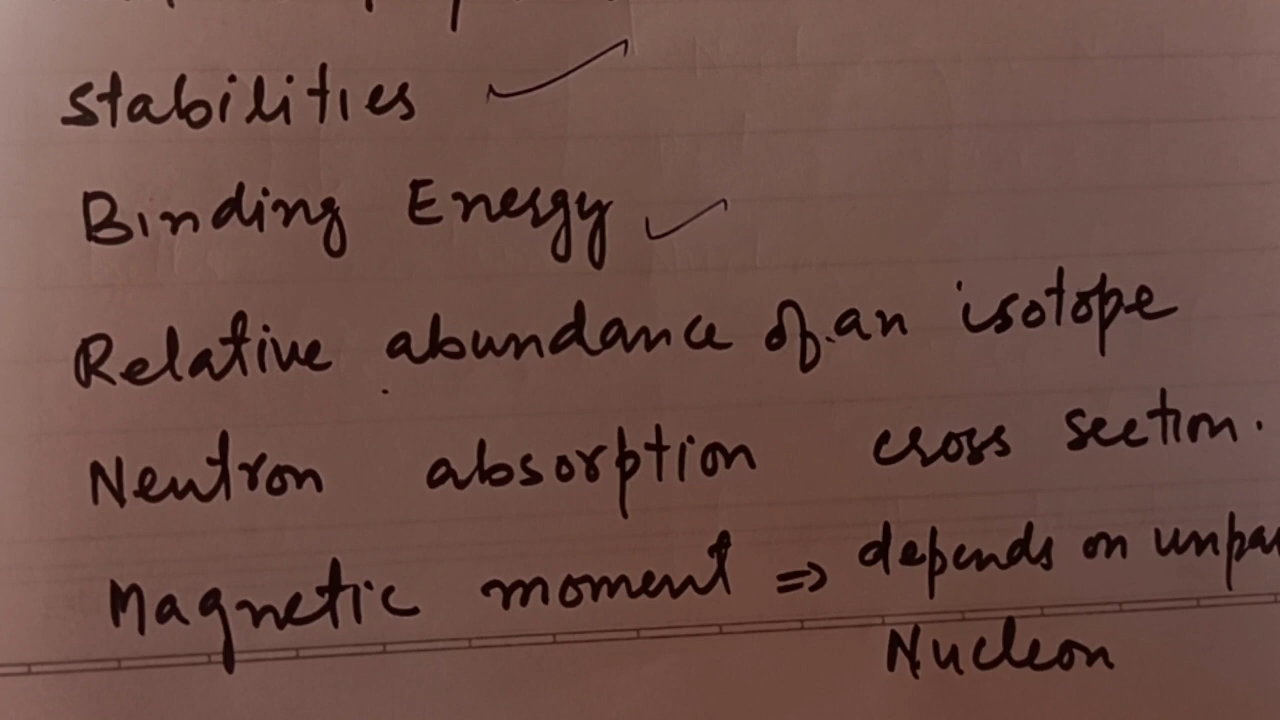 Stabilities
Binding Energy
Relative abundance of an isotope
Neutron absorption cross section.
Magnetic moment ⇒ depends on
Nucleon